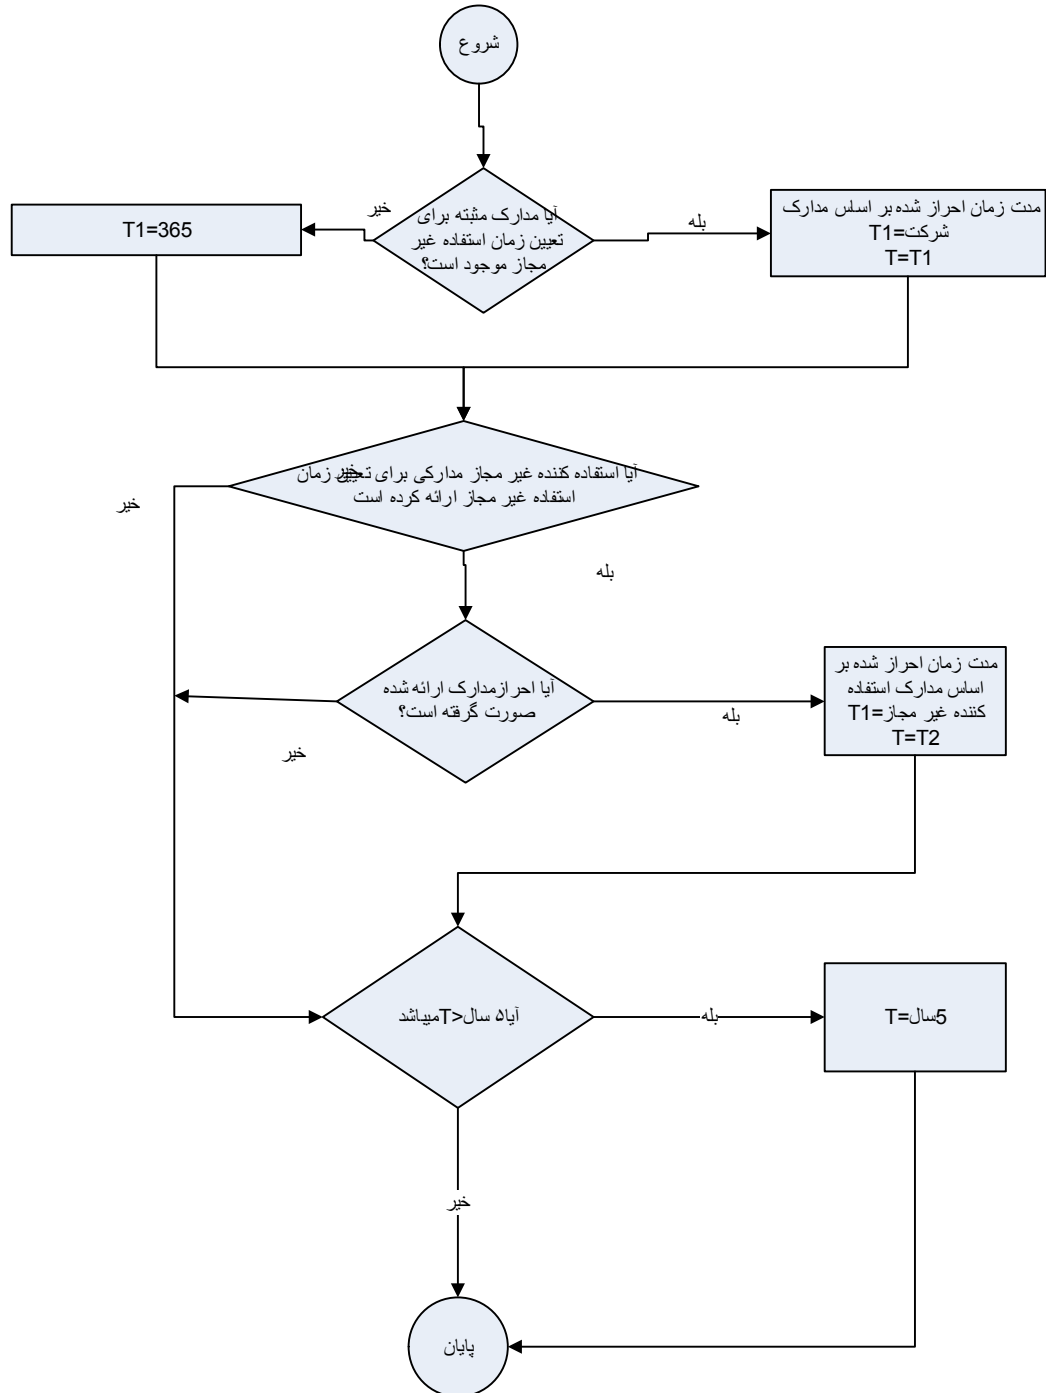 شروع
آیا مدارک مثبته برای
تعیین زمان استفاده غیر
مجاز موجود است؟
خیر
T1=365
بله
مدت زمان احراز شده بر اساس مدارک
شرکت=T1
T=T1
آیا استفاده کننده غیر مجاز مدارکی برای تعیین زمان
استفاده غیر مجاز ارائه کرده است
خیر
خیر
بله
آیا احرازمدارک ارائه شده
صورت گرفته است؟
خیر
بله
مدت زمان احراز شده بر
اساس مدارک استفاده
کننده غیر مجاز=T1
T=T2
آیا۵ سال<Tمیباشد
بله
T=5سال
خیر
پایان